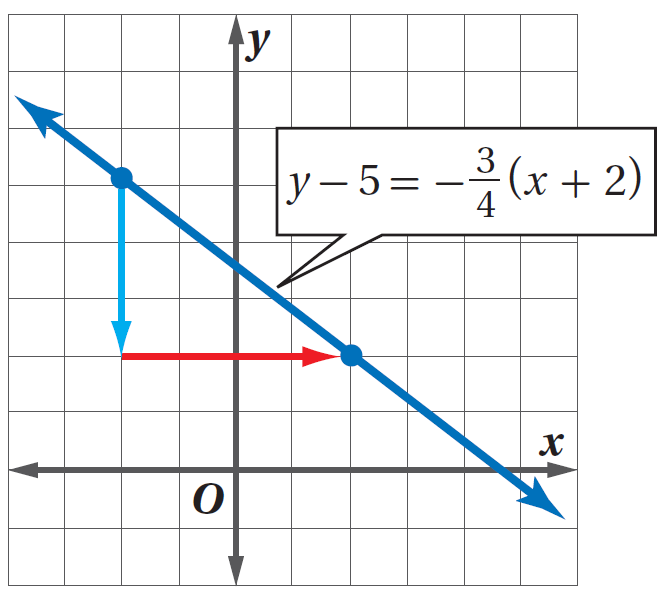 y
y − 5 = −3/4(x + 2)
x
O